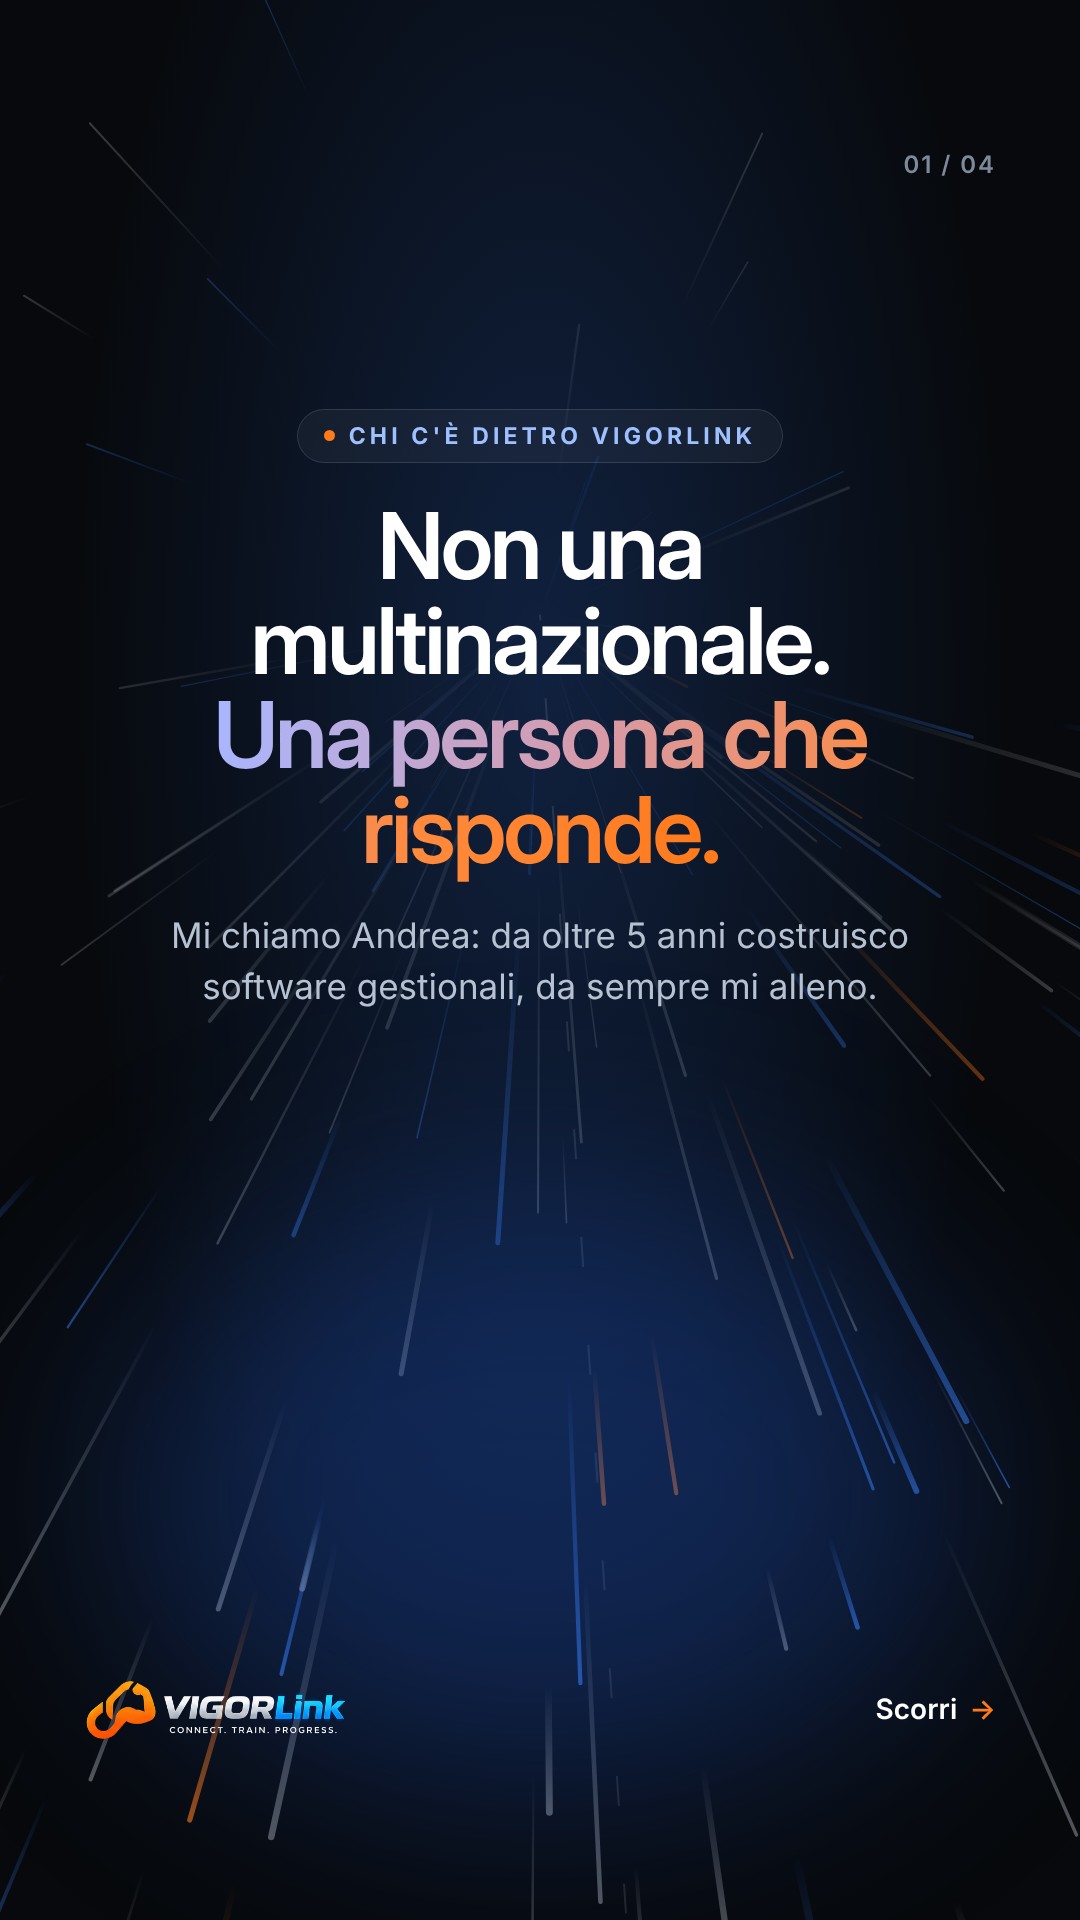 01 / 04
CHI C'È DIETRO VIGORLINK
Non una
multinazionale.
Una persona che
risponde.
Mi chiamo Andrea: da oltre 5 anni costruisco
software gestionali, da sempre mi alleno.
VIGORLink
CONNECT. TRAIN. PROGRESS.
Scorri →